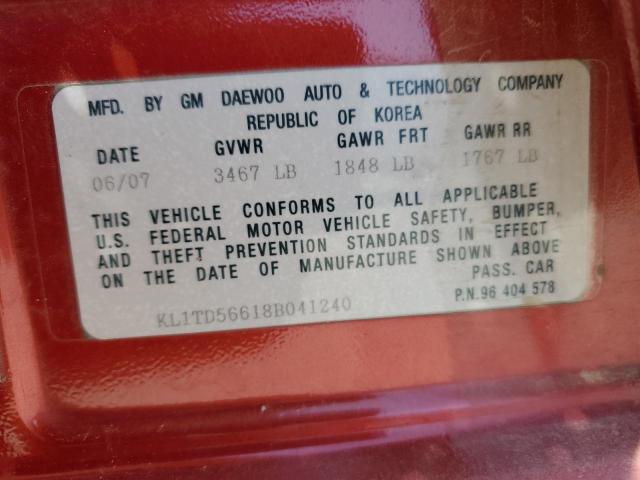 MFD. BY GM DAEWOO AUTO & TECHNOLOGY COMPANY
REPUBLIC OF KOREA
DATE GVWR GAWR FRT GAWR RR
06/07 3467 LB 1848 LB 1767 LB
THIS VEHICLE CONFORMS TO ALL APPLICABLE
U.S. FEDERAL MOTOR VEHICLE SAFETY, BUMPER,
AND THEFT PREVENTION STANDARDS IN EFFECT
ON THE DATE OF MANUFACTURE SHOWN ABOVE
PASS. CAR
KL1TD56618B041240
P.N.96 404 578